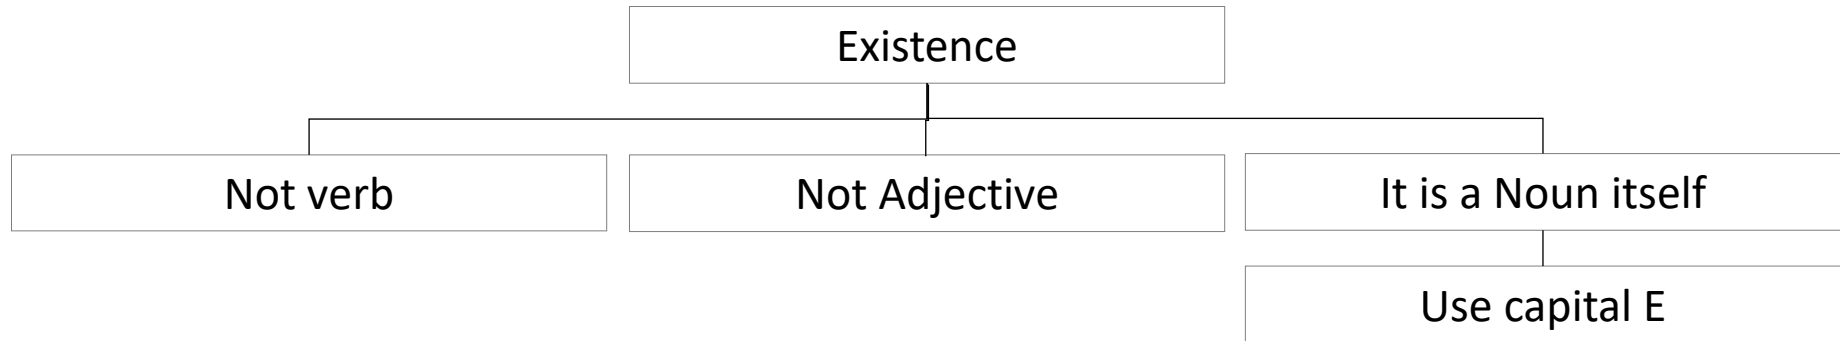 Existence
Not verb
Not Adjective
It is a Noun itself
Use capital E